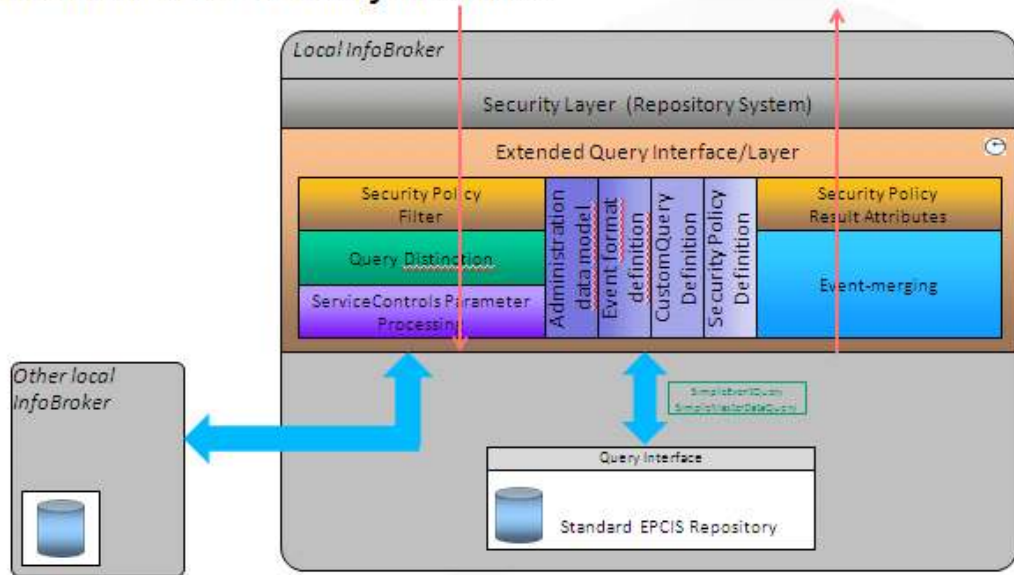 Local InfoBroker
Security Layer (Repository System)
Extended Query Interface/Layer
Security Policy
Filter
Query Distinction
ServiceControls Parameter
Processing
Administration
data model
Event format
definition
CustomQuery
Definition
Security Policy
Definition
Security Policy
Result Attributes
Event-merging
Other local
InfoBroker
SimpleEventQuery
SimpleMasterDataQuery
Query Interface
Standard EPCIS Repository